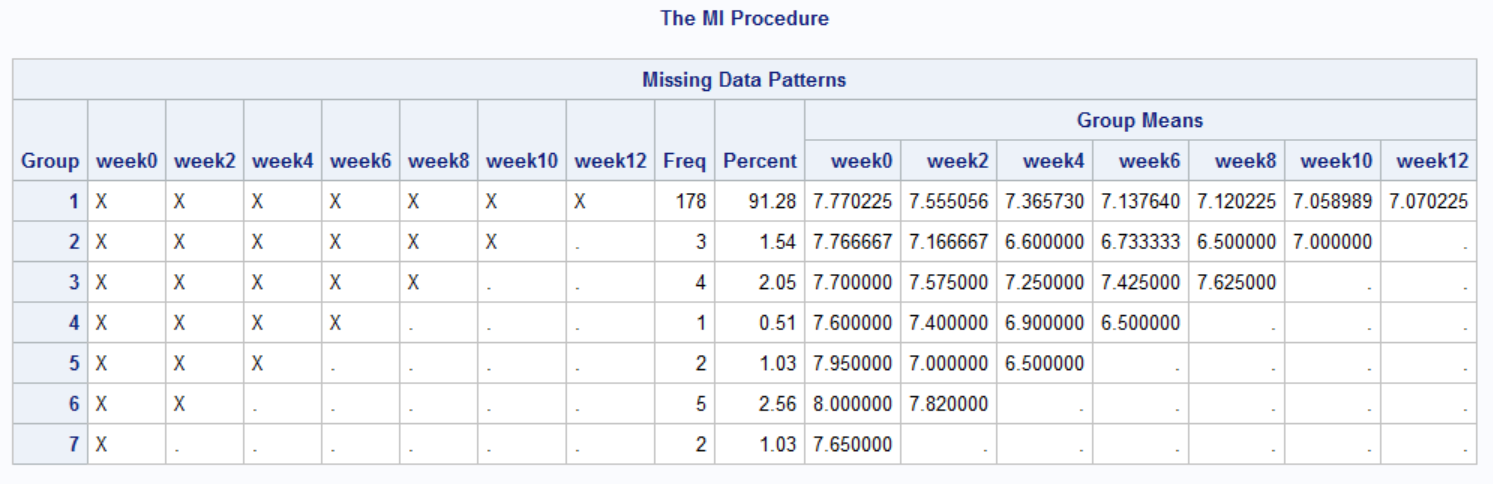 The MI Procedure
Missing Data Patterns
Group Means
Group week0 week2 week4 week6 week8 week10 week12 Freq Percent week0 week2 week4 week6 week8 week10 week12
1 X X X X X X X 178 91.28 7.770225 7.555056 7.365730 7.137640 7.120225 7.058989 7.070225
2 X X X X X X . 3 1.54 7.766667 7.166667 6.600000 6.733333 6.500000 7.000000 .
3 X X X X X . . 4 2.05 7.700000 7.575000 7.250000 7.425000 7.625000 . .
4 X X X X . . . 1 0.51 7.600000 7.400000 6.900000 6.500000 . . .
5 X X X . . . . 2 1.03 7.950000 7.000000 6.500000 . . . .
6 X X . . . . . 5 2.56 8.000000 7.820000 . . . . .
7 X . . . . . . 2 1.03 7.650000 . . . . . .